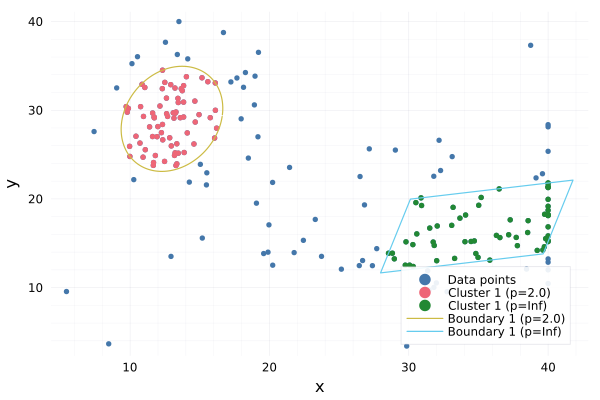 40
30
20
10
y
10
20
30
40
x
Data points
Cluster 1 (p=2.0)
Cluster 1 (p=Inf)
Boundary 1 (p=2.0)
Boundary 1 (p=Inf)